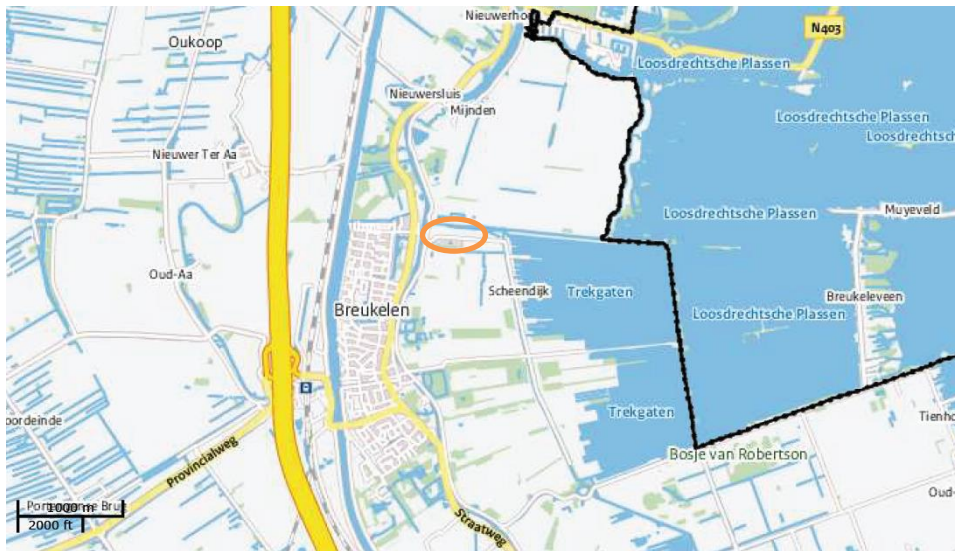 Nieuwerho
N403
Oukoop
Loosdrechtsche Plassen
Nieuwersluis
Mijnden
Loosdrechtsche Plassen
Loosdrechtsch
Nieuwer Ter Aa
Loosdrechtsche Plassen
Muyeveld
Oud-Aa
Scheendijk
Trekgaten
Breukeleveen
Breukelen
Loosdrechtsche Plassen
Trekgaten
oordeinde
Tienho
Provincialweg
Bosje van Robertson
Oud-
Straatweg
1000 m
2000 ft